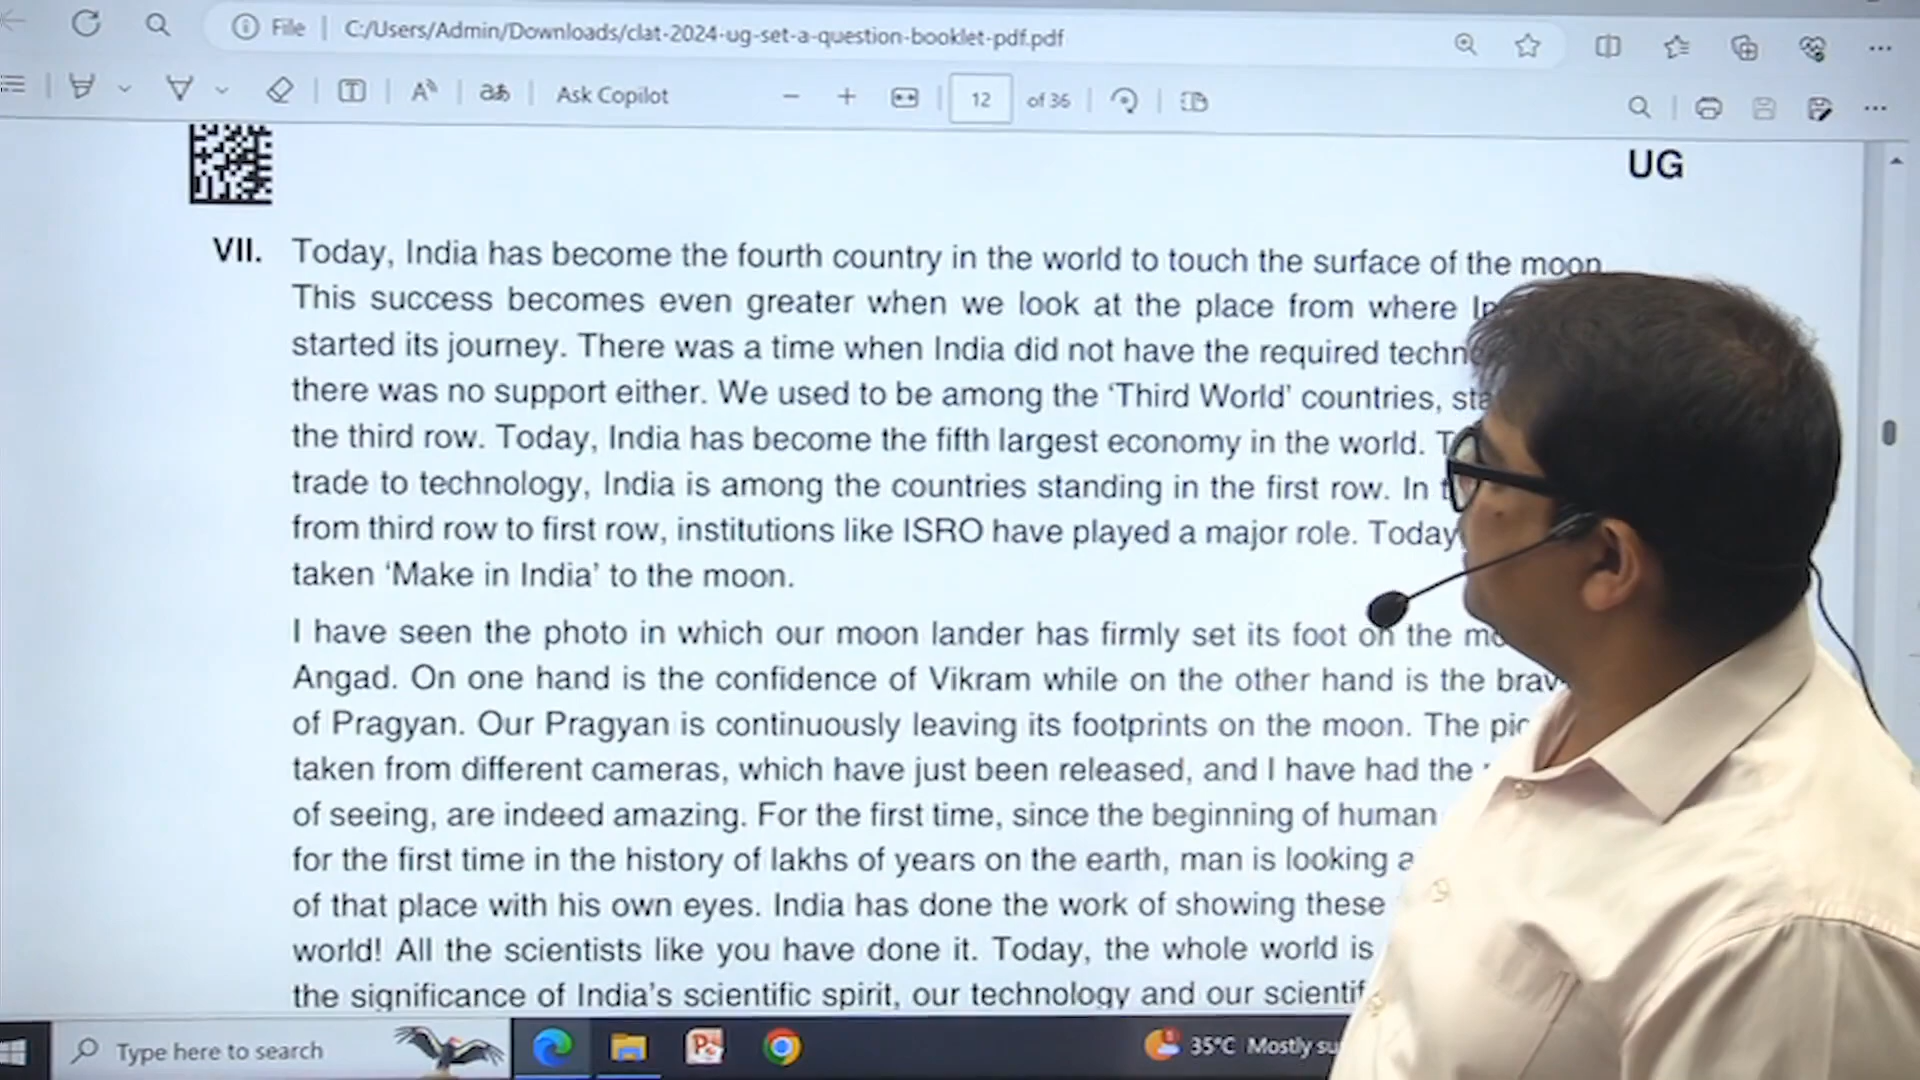 File C:/Users/Admin/Downloads/clat-2024-ug-set-a-question-booklet-pdf.pdf
Ask Copilot 12 of 36
UG
VII. Today, India has become the fourth country in the world to touch the surface of the moon.
This success becomes even greater when we look at the place from where
started its journey. There was a time when India did not have the required
there was no support either. We used to be among the 'Third World' countries,
the third row. Today, India has become the fifth largest economy in the world.
trade to technology, India is among the countries standing in the first row. In
from third row to first row, institutions like ISRO have played a major role. Today
taken 'Make in India' to the moon.
I have seen the photo in which our moon lander has firmly set its foot on the
Angad. On one hand is the confidence of Vikram while on the other hand is the
of Pragyan. Our Pragyan is continuously leaving its footprints on the moon. The
taken from different cameras, which have just been released, and I have had the
of seeing, are indeed amazing. For the first time, since the beginning of human
for the first time in the history of lakhs of years on the earth, man is looking
of that place with his own eyes. India has done the work of showing these
world! All the scientists like you have done it. Today, the whole world is
the significance of India's scientific spirit, our technology and our
Type here to search 35°C Mostly